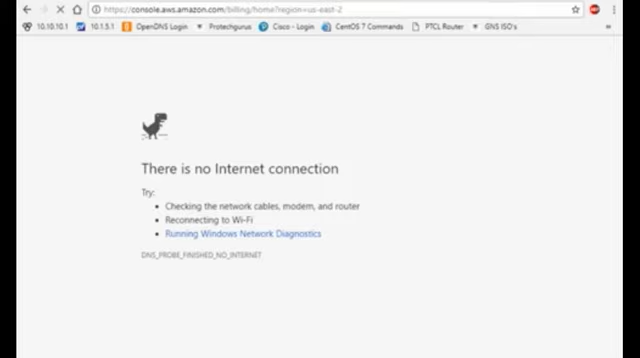 https://console.aws.amazon.com/billing/home?region=us-east-2
10.10.10.1 10.1.5.1 OpenDNS Login Protechgurus Cisco - Login CentOS 7 Commands PTCL Router GNS ISO's
There is no Internet connection
Try:
• Checking the network cables, modem, and router
• Reconnecting to Wi-Fi
• Running Windows Network Diagnostics
DNS_PROBE_FINISHED_NO_INTERNET